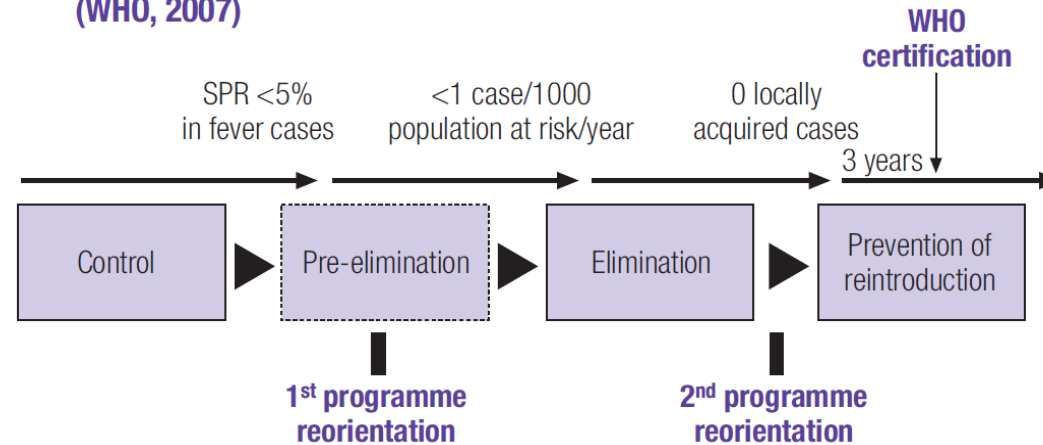 (WHO, 2007)
WHO
certification
SPR <5%
in fever cases
<1 case/1000
population at risk/year
0 locally
acquired cases
3 years
Control
Pre-elimination
Elimination
Prevention of
reintroduction
1st programme
reorientation
2nd programme
reorientation